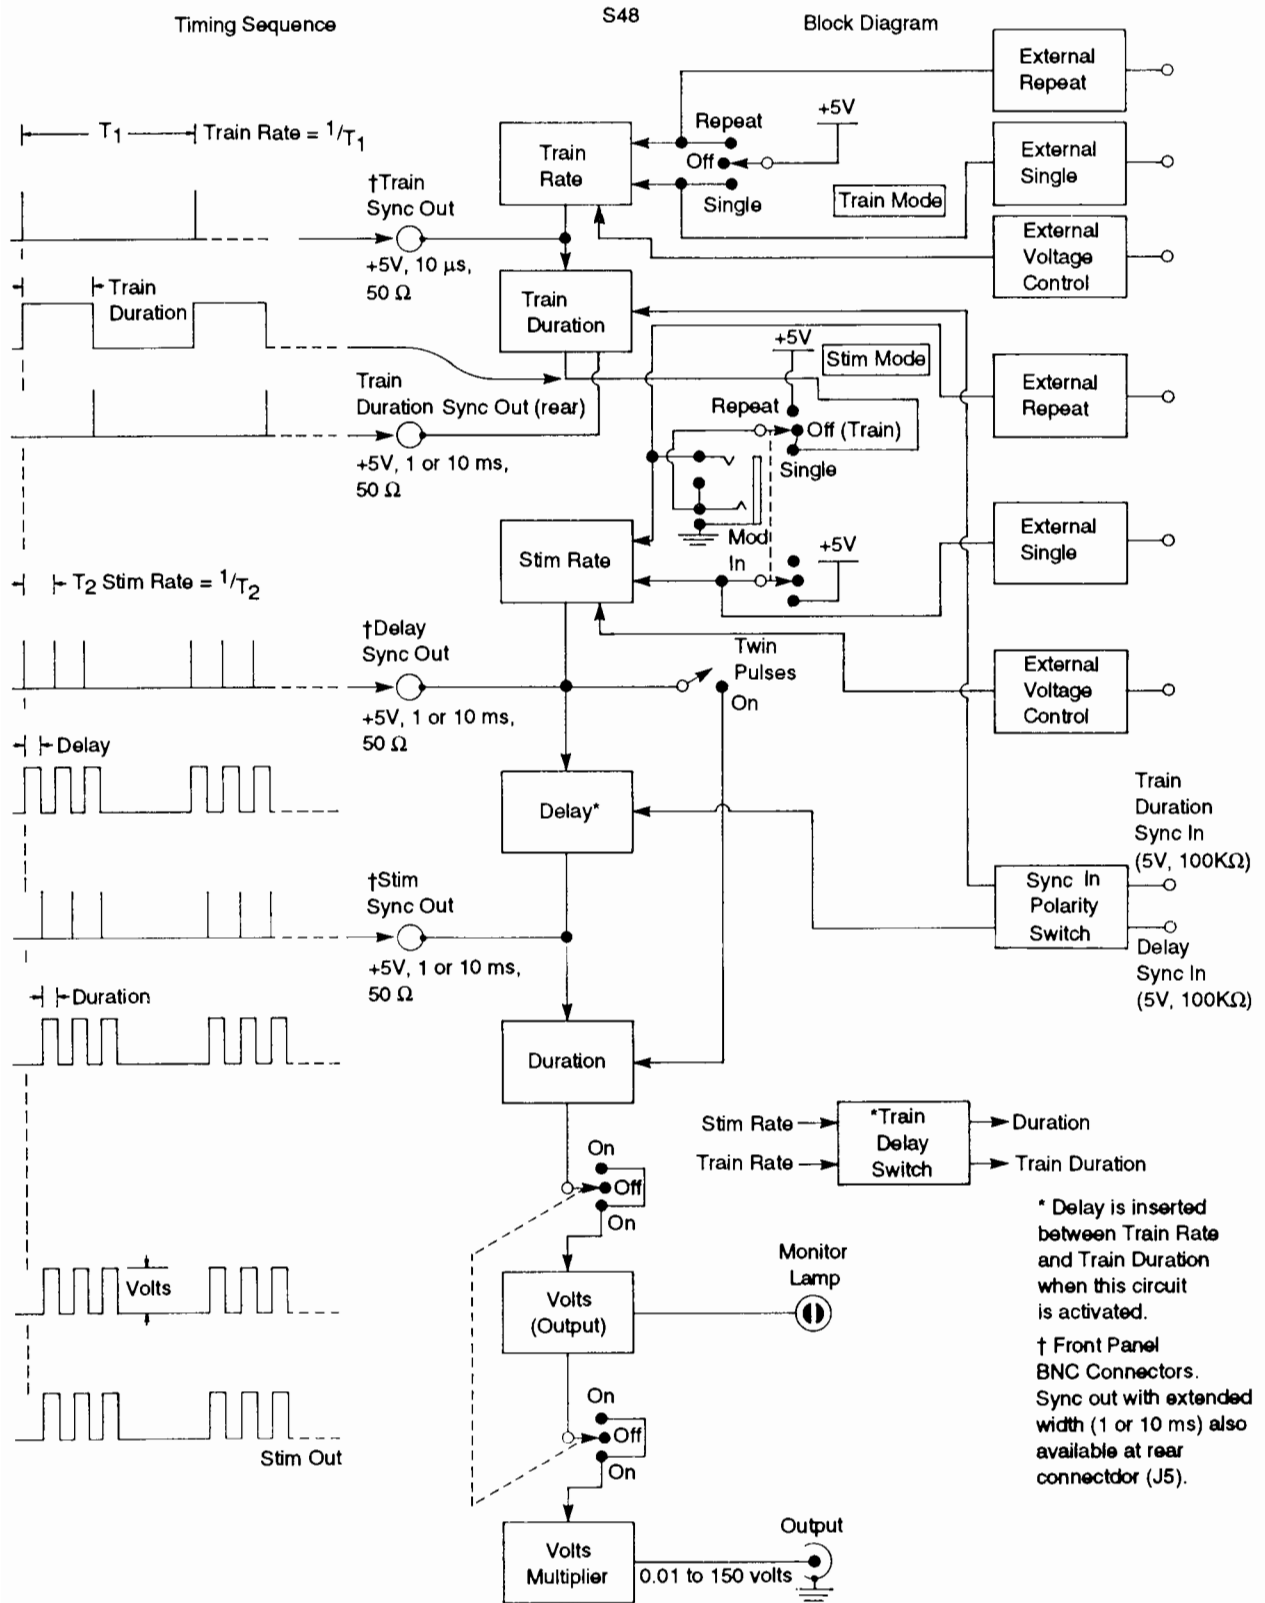 Timing Sequence
S48
Block Diagram
External
Repeat
+5V
T1
Train Rate = 1/T1
Repeat
Train
Rate
Off
External
Single
†Train
Sync Out
Single
Train Mode
External
Voltage
Control
+5V, 10 µs,
50 Ω
Train
Duration
Train
Duration
+5V
Stim Mode
External
Repeat
Train
Duration Sync Out (rear)
Repeat
Off (Train)
Single
+5V, 1 or 10 ms,
50 Ω
Mod
In
+5V
External
Single
Stim Rate
T2 Stim Rate = 1/T2
†Delay
Sync Out
Twin
Pulses
On
External
Voltage
Control
+5V, 1 or 10 ms,
50 Ω
Delay
Delay*
Train
Duration
Sync In
(5V, 100KΩ)
†Stim
Sync Out
Sync In
Polarity
Switch
Delay
Sync In
(5V, 100KΩ)
+5V, 1 or 10 ms,
50 Ω
Duration
Duration
Stim Rate
Train Rate
*Train
Delay
Switch
Duration
Train Duration
On
Off
On
* Delay is inserted
between Train Rate
and Train Duration
when this circuit
is activated.
Monitor
Lamp
Volts
Volts
(Output)
† Front Panel
BNC Connectors.
Sync out with extended
width (1 or 10 ms) also
available at rear
connectdor (J5).
On
Off
On
Stim Out
Volts
Multiplier
Output
0.01 to 150 volts